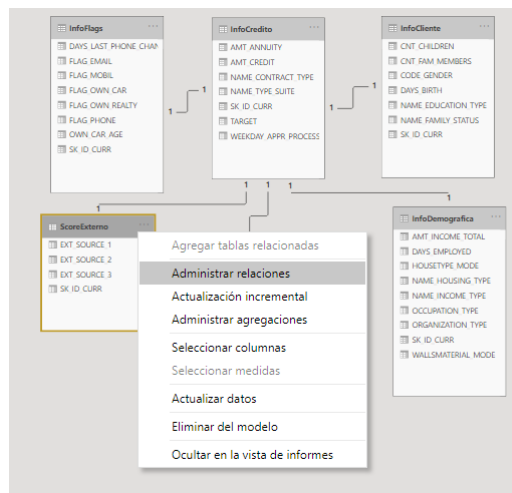 InfoFlags
DAYS LAST PHONE CHAN
FLAG EMAIL
FLAG MOBIL
FLAG OWN CAR
FLAG OWN REALTY
FLAG PHONE
OWN CAR AGE
SK ID CURR
InfoCredito
AMT ANNUITY
AMT CREDIT
NAME CONTRACT TYPE
NAME TYPE SUITE
SK ID CURR
TARGET
WEEKDAY APPR PROCESS
InfoCliente
CNT CHILDREN
CNT FAM MEMBERS
CODE GENDER
DAYS BIRTH
NAME EDUCATION TYPE
NAME FAMILY STATUS
SK ID CURR
1
1
1
1
1
1
1
1
1
ScoreExterno
EXT SOURCE 1
EXT SOURCE 2
EXT SOURCE 3
SK ID CURR
Agregar tablas relacionadas
Administrar relaciones
Actualización incremental
Administrar agregaciones
Seleccionar columnas
Seleccionar medidas
Actualizar datos
Eliminar del modelo
Ocultar en la vista de informes
InfoDemografica
AMT INCOME TOTAL
DAYS EMPLOYED
HOUSETYPE MODE
NAME HOUSING TYPE
NAME INCOME TYPE
OCCUPATION TYPE
ORGANIZATION TYPE
SK ID CURR
WALLSMATERIAL MODE